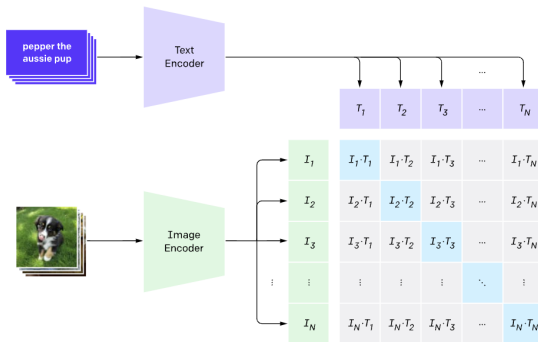 pepper the
aussie pup
Text
Encoder
...
T1 T2 T3 ... TN
I1 I1·T1 I1·T2 I1·T3 ... I1·TN
I2 I2·T1 I2·T2 I2·T3 ... I2·TN
Image
Encoder
I3 I3·T1 I3·T2 I3·T3 ... I3·TN
⋮ ⋮ ⋮ ⋮ ⋮ ⋱ ⋮
IN IN·T1 IN·T2 IN·T3 ... IN·TN